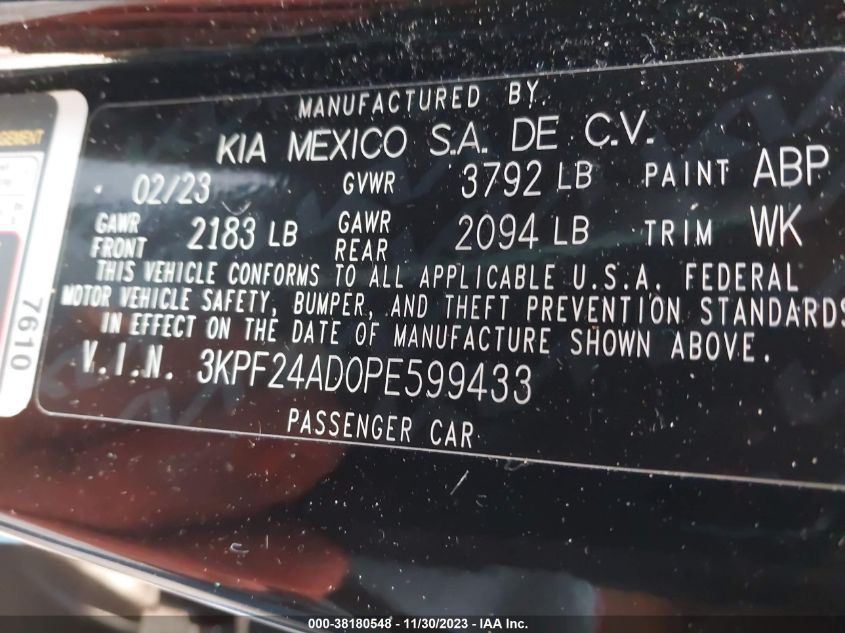 MANUFACTURED BY.
KIA MEXICO S.A. DE C.V.
02/23 GVWR 3792 LB PAINT ABP
GAWR FRONT 2183 LB GAWR REAR 2094 LB TRIM WK
THIS VEHICLE CONFORMS TO ALL APPLICABLE U.S.A. FEDERAL
MOTOR VEHICLE SAFETY, BUMPER, AND THEFT PREVENTION STANDARDS
IN EFFECT ON THE DATE OF MANUFACTURE SHOWN ABOVE.
V.I.N. 3KPF24AD0PE599433
PASSENGER CAR
7610
000-38180548 - 11/30/2023 - IAA Inc.